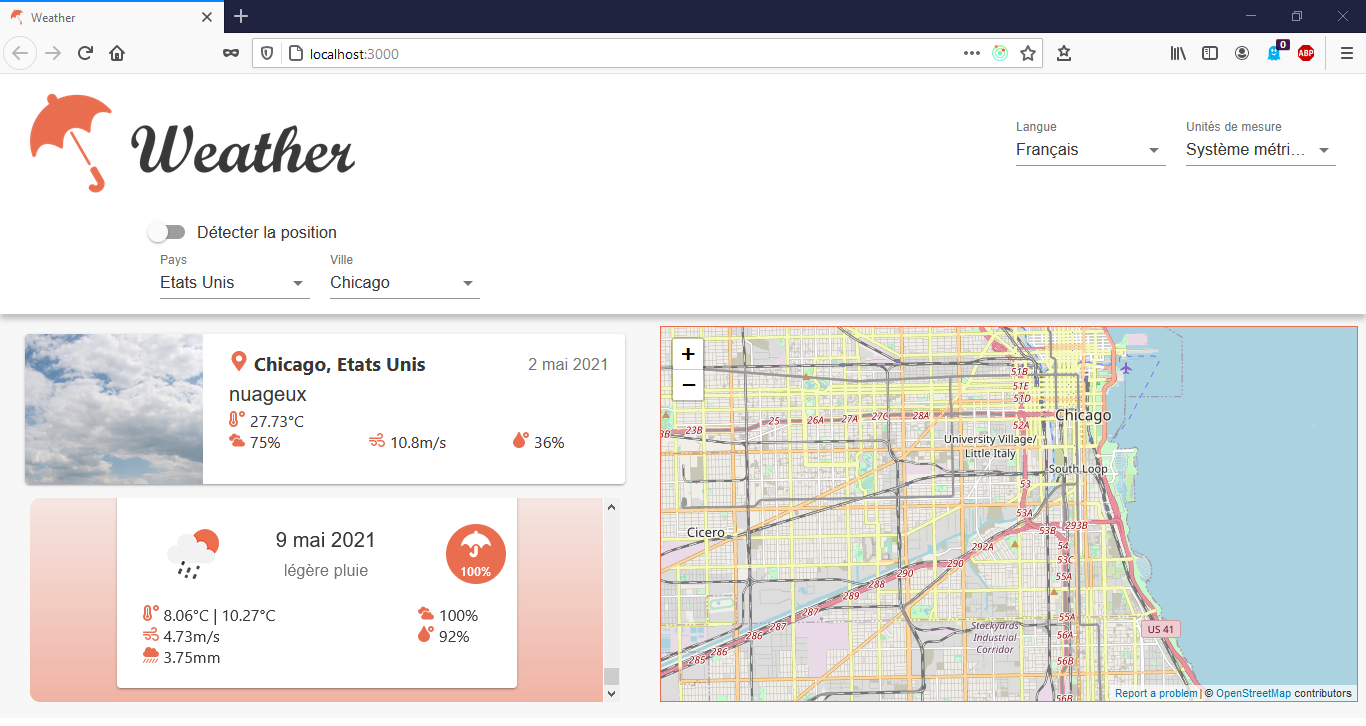 Weather
localhost:3000
0
ABP
Weather
Langue
Français
Unités de mesure
Système métri...
Détecter la position
Pays
Etats Unis
Ville
Chicago
Chicago, Etats Unis
2 mai 2021
nuageux
27.73°C
75%
10.8m/s
36%
9 mai 2021
légère pluie
100%
8.06°C | 10.27°C
100%
4.73m/s
92%
3.75mm
+
−
51B
51E
51D
52A
25
26A
27A
27C
28A
23B
Chicago
University Village/
Little Italy
South Loop
53
53A
53B
293B
Cicero
292A
54
53C
290
290
55A
288
289
287
287
286
286
285
Stockyards
Industrial
Corridor
55A
56A
56B
56B
US 41
Report a problem | © OpenStreetMap contributors